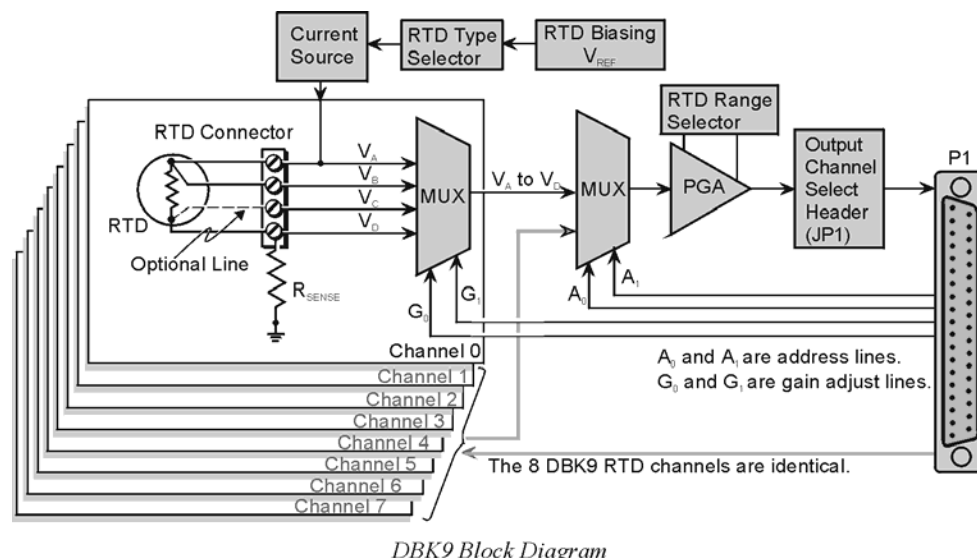 Current
Source
RTD Type
Selector
RTD Biasing
VREF
RTD Connector
RTD
Optional Line
RSENSE
VA
VB
VC
VD
MUX
G0
G1
VA to VD
MUX
A0
A1
RTD Range
Selector
PGA
Output
Channel
Select
Header
(JP1)
P1
A0 and A1 are address lines.
G0 and G1 are gain adjust lines.
Channel 0
Channel 1
Channel 2
Channel 3
Channel 4
Channel 5
Channel 6
Channel 7
The 8 DBK9 RTD channels are identical.
DBK9 Block Diagram